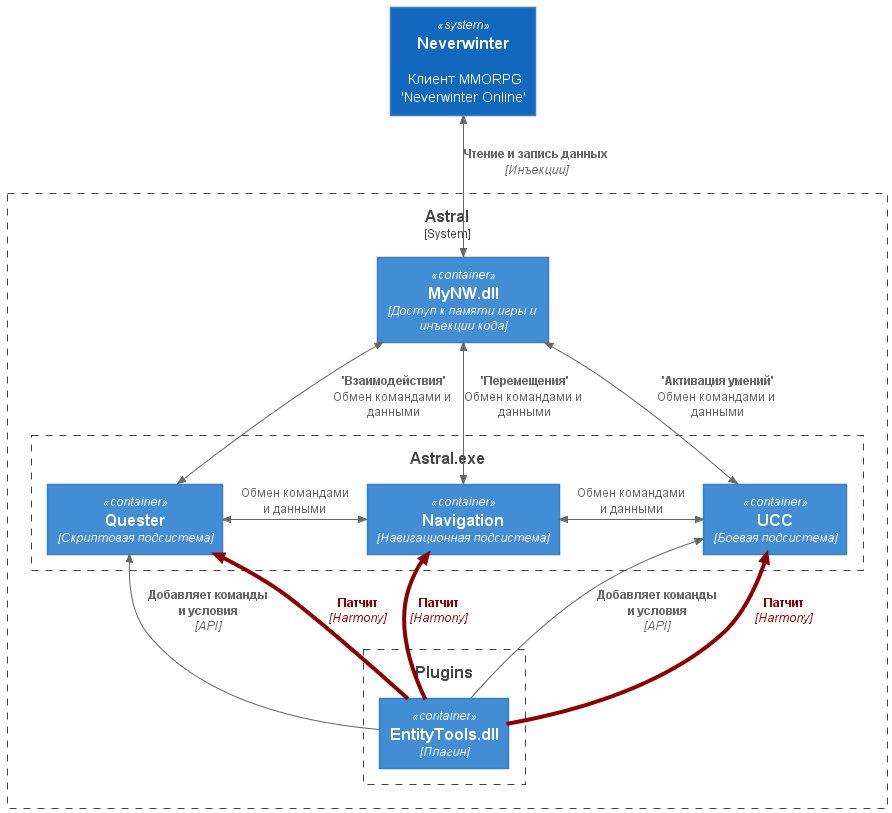 «system»
Neverwinter
Клиент MMORPG
'Neverwinter Online'
Чтение и запись данных
[Инъекции]
Astral
[System]
«container»
MyNW.dll
[Доступ к памяти игры и
инъекции кода]
'Взаимодействия'
Обмен командами и
данными
'Перемещения'
Обмен командами и
данными
'Активация умений'
Обмен командами и
данными
Astral.exe
«container»
Quester
[Скриптовая подсистема]
Обмен командами
и данными
«container»
Navigation
[Навигационная подсистема]
Обмен командами
и данными
«container»
UCC
[Боевая подсистема]
Добавляет команды
и условия
[API]
Патчит
[Harmony]
Патчит
[Harmony]
Добавляет команды
и условия
[API]
Патчит
[Harmony]
Plugins
«container»
EntityTools.dll
[Плагин]